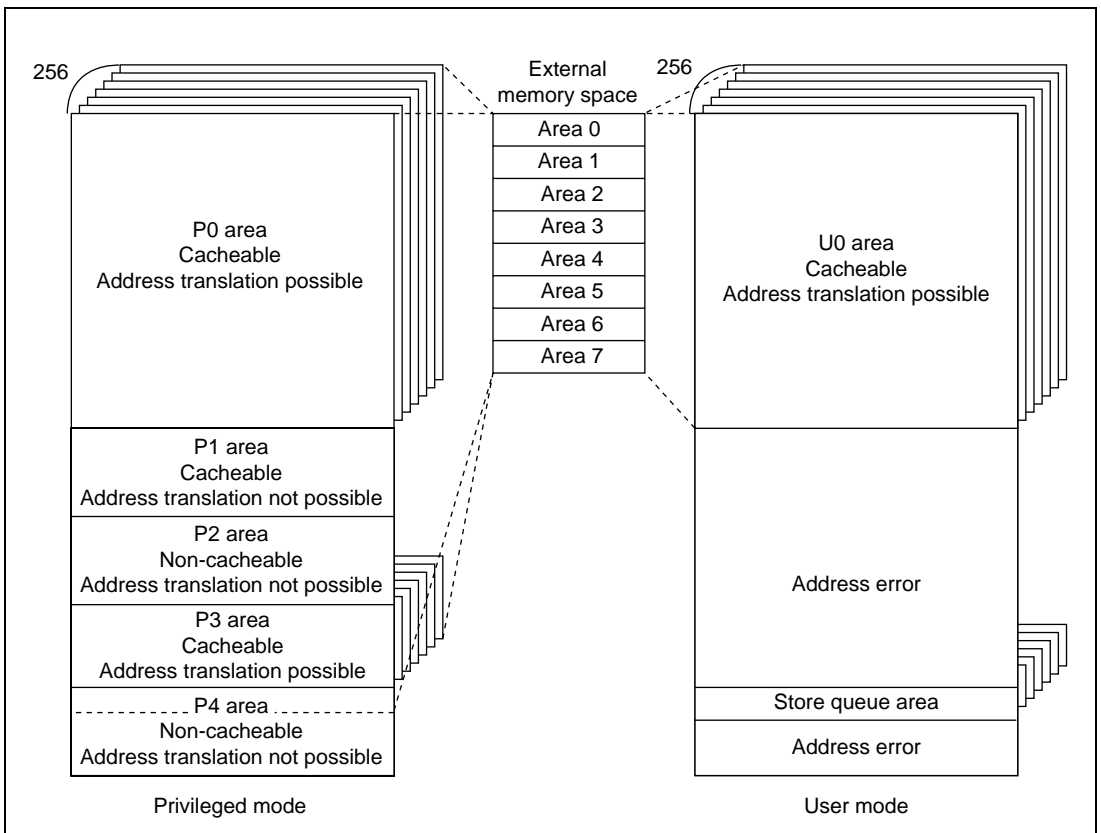 256
External
memory space
256
Area 0
Area 1
Area 2
Area 3
Area 4
Area 5
Area 6
Area 7
P0 area
Cacheable
Address translation possible
U0 area
Cacheable
Address translation possible
P1 area
Cacheable
Address translation not possible
P2 area
Non-cacheable
Address translation not possible
P3 area
Cacheable
Address translation possible
P4 area
Non-cacheable
Address translation not possible
Address error
Store queue area
Address error
Privileged mode
User mode